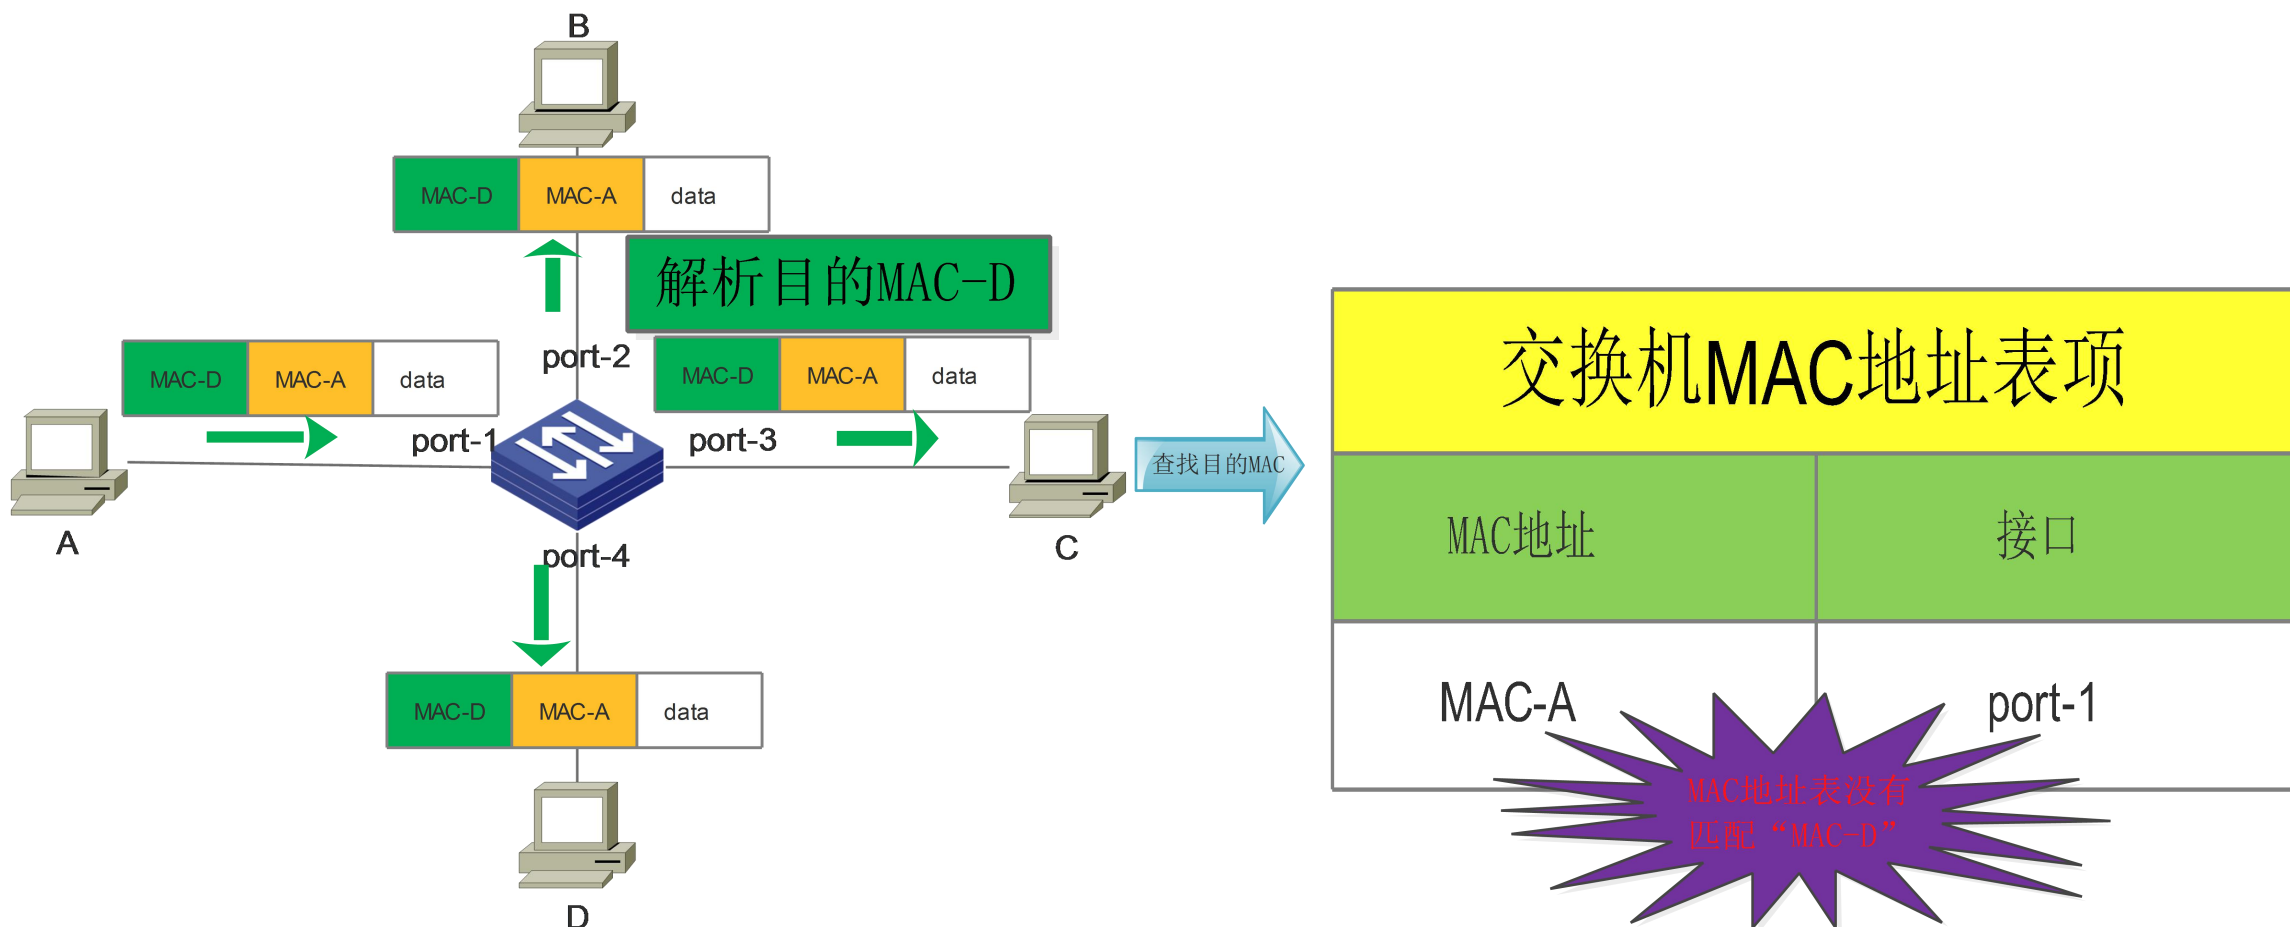 B
MAC-D MAC-A data
解析目的MAC-D
port-2
MAC-D MAC-A data
MAC-D MAC-A data
port-1
port-3
A
C
port-4
MAC-D MAC-A data
D
查找目的MAC
交换机MAC地址表项
MAC地址 接口
MAC-A port-1
MAC地址表没有
匹配“MAC-D”